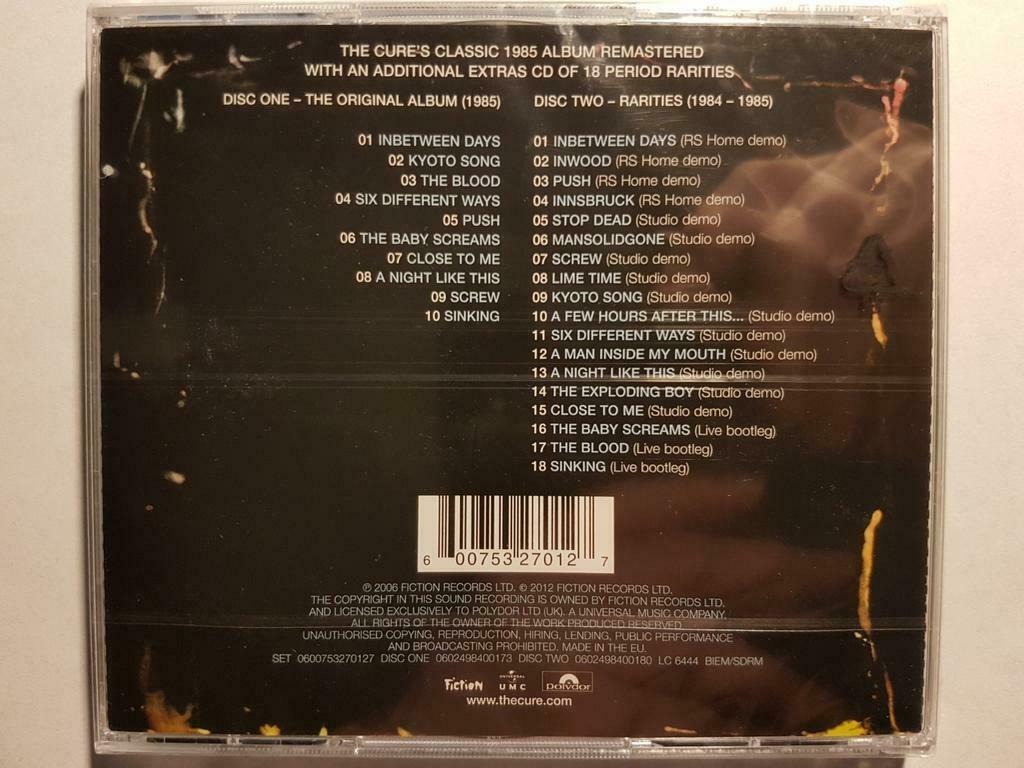 THE CURE'S CLASSIC 1985 ALBUM REMASTERED
WITH AN ADDITIONAL EXTRAS CD OF 18 PERIOD RARITIES
DISC ONE – THE ORIGINAL ALBUM (1985)
01 INBETWEEN DAYS
02 KYOTO SONG
03 THE BLOOD
04 SIX DIFFERENT WAYS
05 PUSH
06 THE BABY SCREAMS
07 CLOSE TO ME
08 A NIGHT LIKE THIS
09 SCREW
10 SINKING
DISC TWO – RARITIES (1984 – 1985)
01 INBETWEEN DAYS (RS Home demo)
02 INWOOD (RS Home demo)
03 PUSH (RS Home demo)
04 INNSBRUCK (RS Home demo)
05 STOP DEAD (Studio demo)
06 MANSOLIDGONE (Studio demo)
07 SCREW (Studio demo)
08 LIME TIME (Studio demo)
09 KYOTO SONG (Studio demo)
10 A FEW HOURS AFTER THIS... (Studio demo)
11 SIX DIFFERENT WAYS (Studio demo)
12 A MAN INSIDE MY MOUTH (Studio demo)
13 A NIGHT LIKE THIS (Studio demo)
14 THE EXPLODING BOY (Studio demo)
15 CLOSE TO ME (Studio demo)
16 THE BABY SCREAMS (Live bootleg)
17 THE BLOOD (Live bootleg)
18 SINKING (Live bootleg)
6 00753 27012 7
℗ 2006 FICTION RECORDS LTD. © 2012 FICTION RECORDS LTD.
THE COPYRIGHT IN THIS SOUND RECORDING IS OWNED BY FICTION RECORDS LTD.
AND LICENSED EXCLUSIVELY TO POLYDOR LTD (UK). A UNIVERSAL MUSIC COMPANY.
ALL RIGHTS OF THE OWNER OF THE WORK PRODUCED RESERVED.
UNAUTHORISED COPYING, REPRODUCTION, HIRING, LENDING, PUBLIC PERFORMANCE
AND BROADCASTING PROHIBITED. MADE IN THE EU.
SET 0600753270127 DISC ONE 0602498400173 DISC TWO 0602498400180 LC 6444 BIEM/SDRM
Fiction
UNIVERSAL
UMC
polydor
www.thecure.com